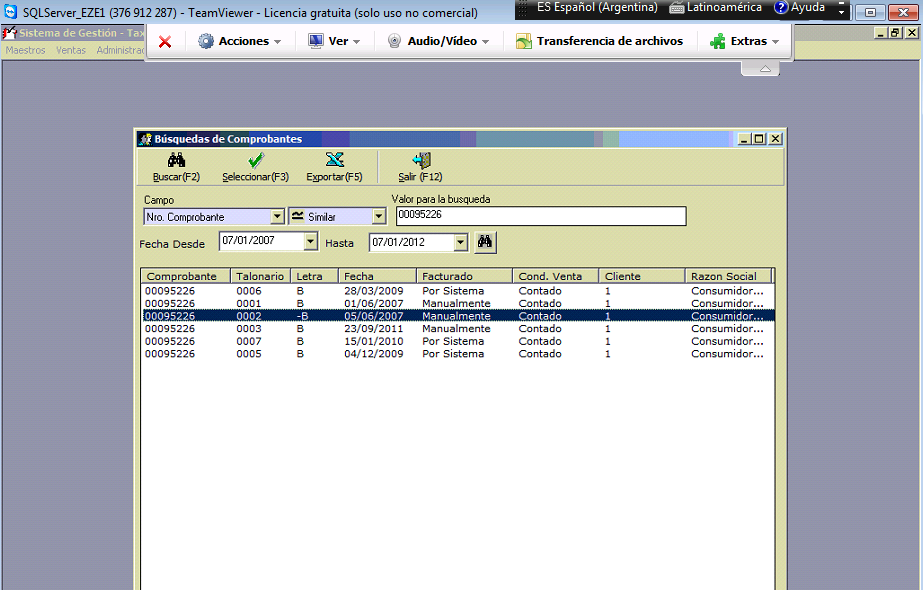 SQLServer_EZE1 (376 912 287) - TeamViewer - Licencia gratuita (solo uso no comercial)
ES Español (Argentina) Latinoamérica Ayuda
Sistema de Gestión - Tax
Maestros Ventas Administrac
Acciones Ver Audio/Vídeo Transferencia de archivos Extras
Búsquedas de Comprobantes
Buscar(F2) Seleccionar(F3) Exportar(F5) Salir (F12)
Campo Valor para la busqueda
Nro. Comprobante Similar 00095226
Fecha Desde 07/01/2007 Hasta 07/01/2012
Comprobante Talonario Letra Fecha Facturado Cond. Venta Cliente Razon Social
00095226 0006 B 28/03/2009 Por Sistema Contado 1 Consumidor...
00095226 0001 B 01/06/2007 Manualmente Contado 1 Consumidor...
00095226 0002 -B 05/06/2007 Manualmente Contado 1 Consumidor...
00095226 0003 B 23/09/2011 Manualmente Contado 1 Consumidor...
00095226 0007 B 15/01/2010 Por Sistema Contado 1 Consumidor...
00095226 0005 B 04/12/2009 Por Sistema Contado 1 Consumidor...